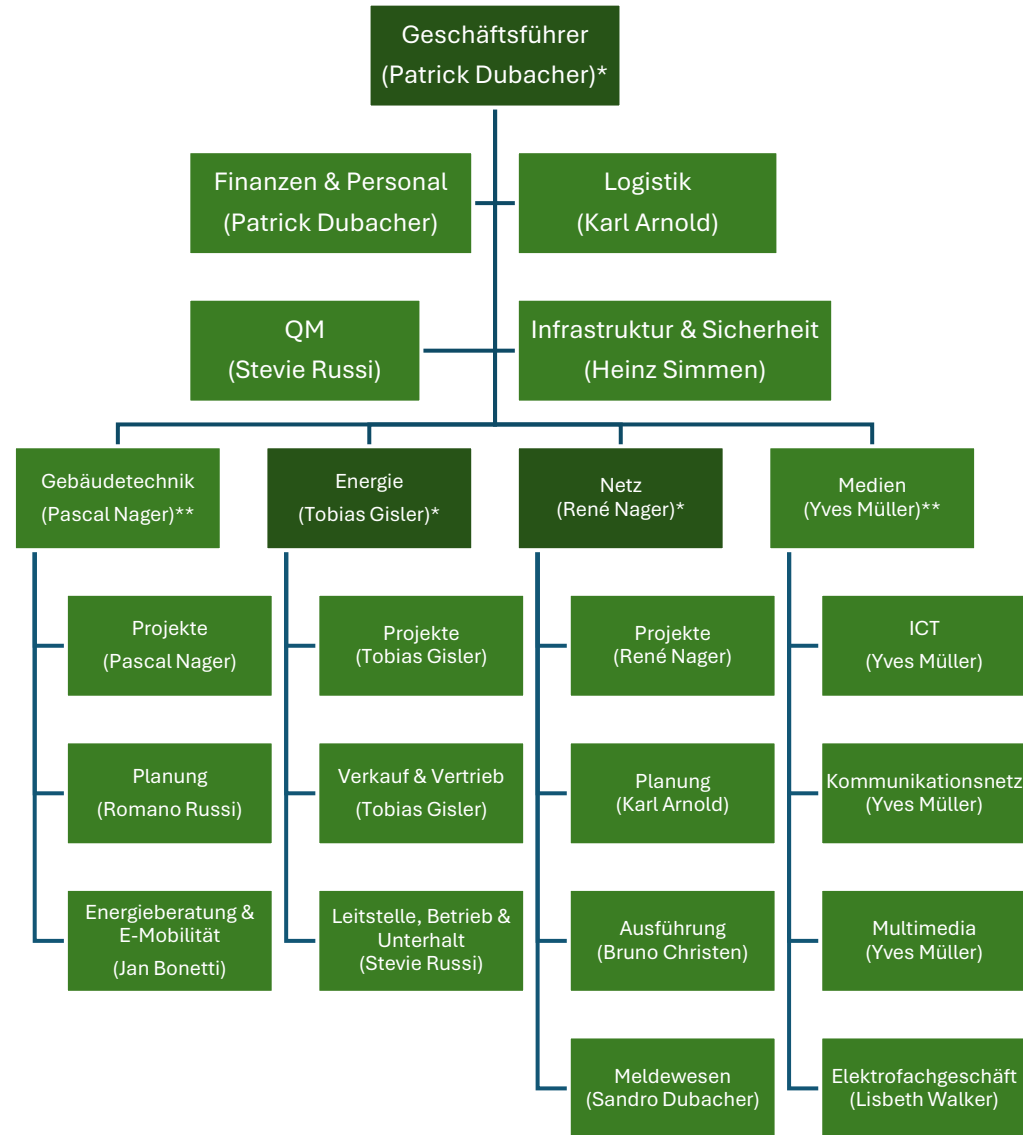 Geschäftsführer
(Patrick Dubacher)*
Finanzen & Personal
(Patrick Dubacher)
Logistik
(Karl Arnold)
QM
(Stevie Russi)
Infrastruktur & Sicherheit
(Heinz Simmen)
Gebäudetechnik
(Pascal Nager)**
Energie
(Tobias Gisler)*
Netz
(René Nager)*
Medien
(Yves Müller)**
Projekte
(Pascal Nager)
Planung
(Romano Russi)
Energieberatung &
E-Mobilität
(Jan Bonetti)
Projekte
(Tobias Gisler)
Verkauf & Vertrieb
(Tobias Gisler)
Leitstelle, Betrieb &
Unterhalt
(Stevie Russi)
Projekte
(René Nager)
Planung
(Karl Arnold)
Ausführung
(Bruno Christen)
Meldewesen
(Sandro Dubacher)
ICT
(Yves Müller)
Kommunikationsnetz
(Yves Müller)
Multimedia
(Yves Müller)
Elektrofachgeschäft
(Lisbeth Walker)